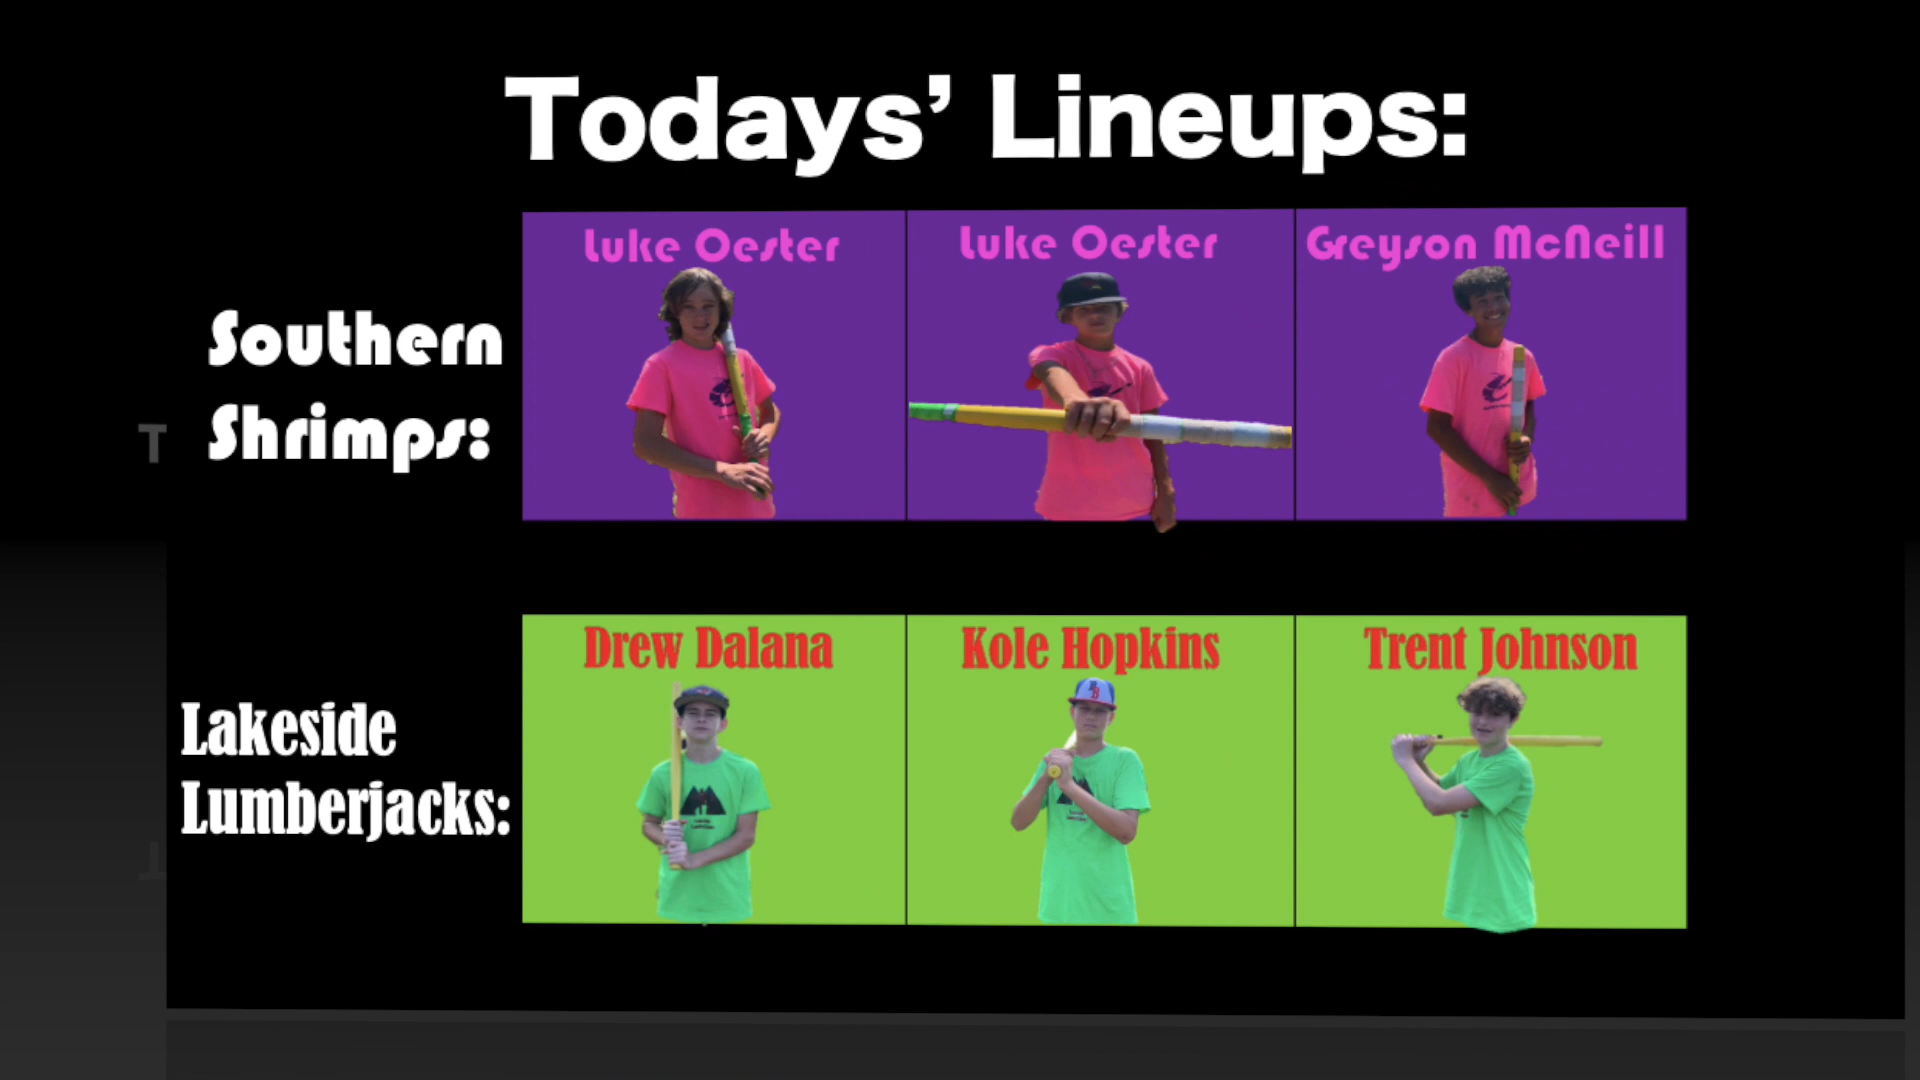 Todays’ Lineups:
Southern
Shrimps:
Luke Oester
Luke Oester
Greyson McNeill
T
Lakeside
Lumberjacks:
Drew Dalana
Kole Hopkins
Trent Johnson